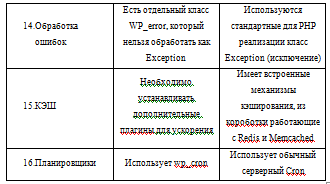 14.Обработка
ошибок
Есть отдельный класс
WP_error, который
нельзя обработать как
Exception
Используются
стандартные для PHP
реализации класс
Exception (исключение)
15.КЭШ
Необходимо
устанавливать
дополнительные
плагины для ускорения
Имеет встроенные
механизмы
кэширования, из
короботки работающие
с Redis и Memcached
16.Планировщики
Использует wp_cron
Использует обычный
серверный Cron